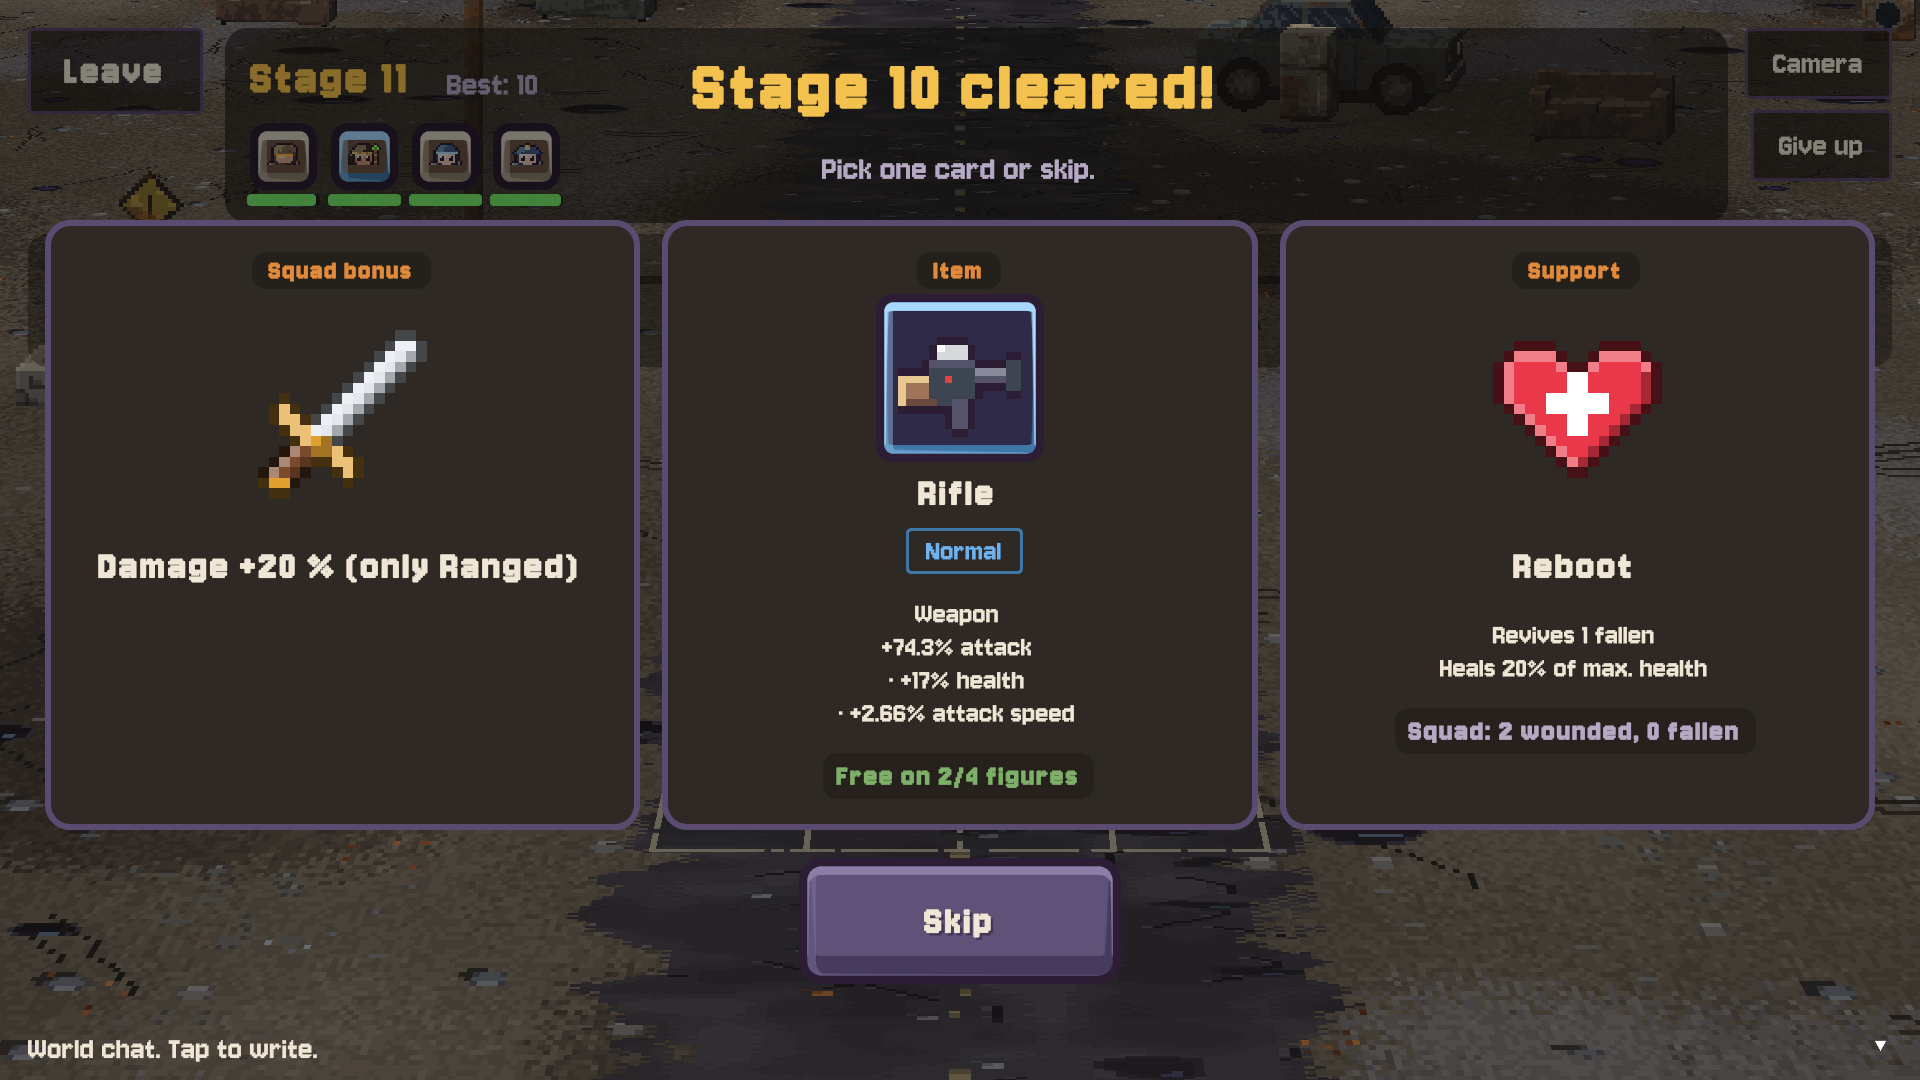 Leave
Stage 11
Best: 10
Stage 10 cleared!
Pick one card or skip.
Camera
Give up
Squad bonus
Damage +20 % (only Ranged)
Item
Rifle
Normal
Weapon
+74.3% attack
· +17% health
· +2.66% attack speed
Free on 2/4 figures
Support
Reboot
Revives 1 fallen
Heals 20% of max. health
Squad: 2 wounded, 0 fallen
Skip
World chat. Tap to write.